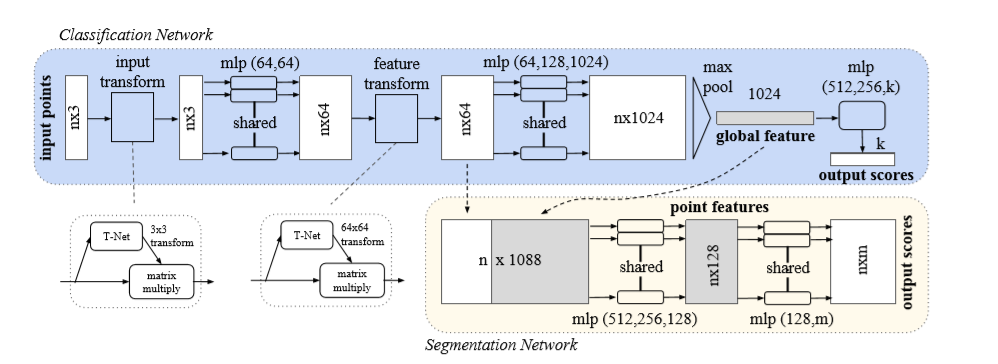 Classification Network
input points
nx3
input
transform
nx3
mlp (64,64)
shared
nx64
feature
transform
nx64
mlp (64,128,1024)
shared
nx1024
max
pool
1024
global feature
mlp
(512,256,k)
k
output scores
T-Net
3x3
transform
matrix
multiply
T-Net
64x64
transform
matrix
multiply
point features
n x 1088
shared
mlp (512,256,128)
nx128
shared
mlp (128,m)
nxm
output scores
Segmentation Network